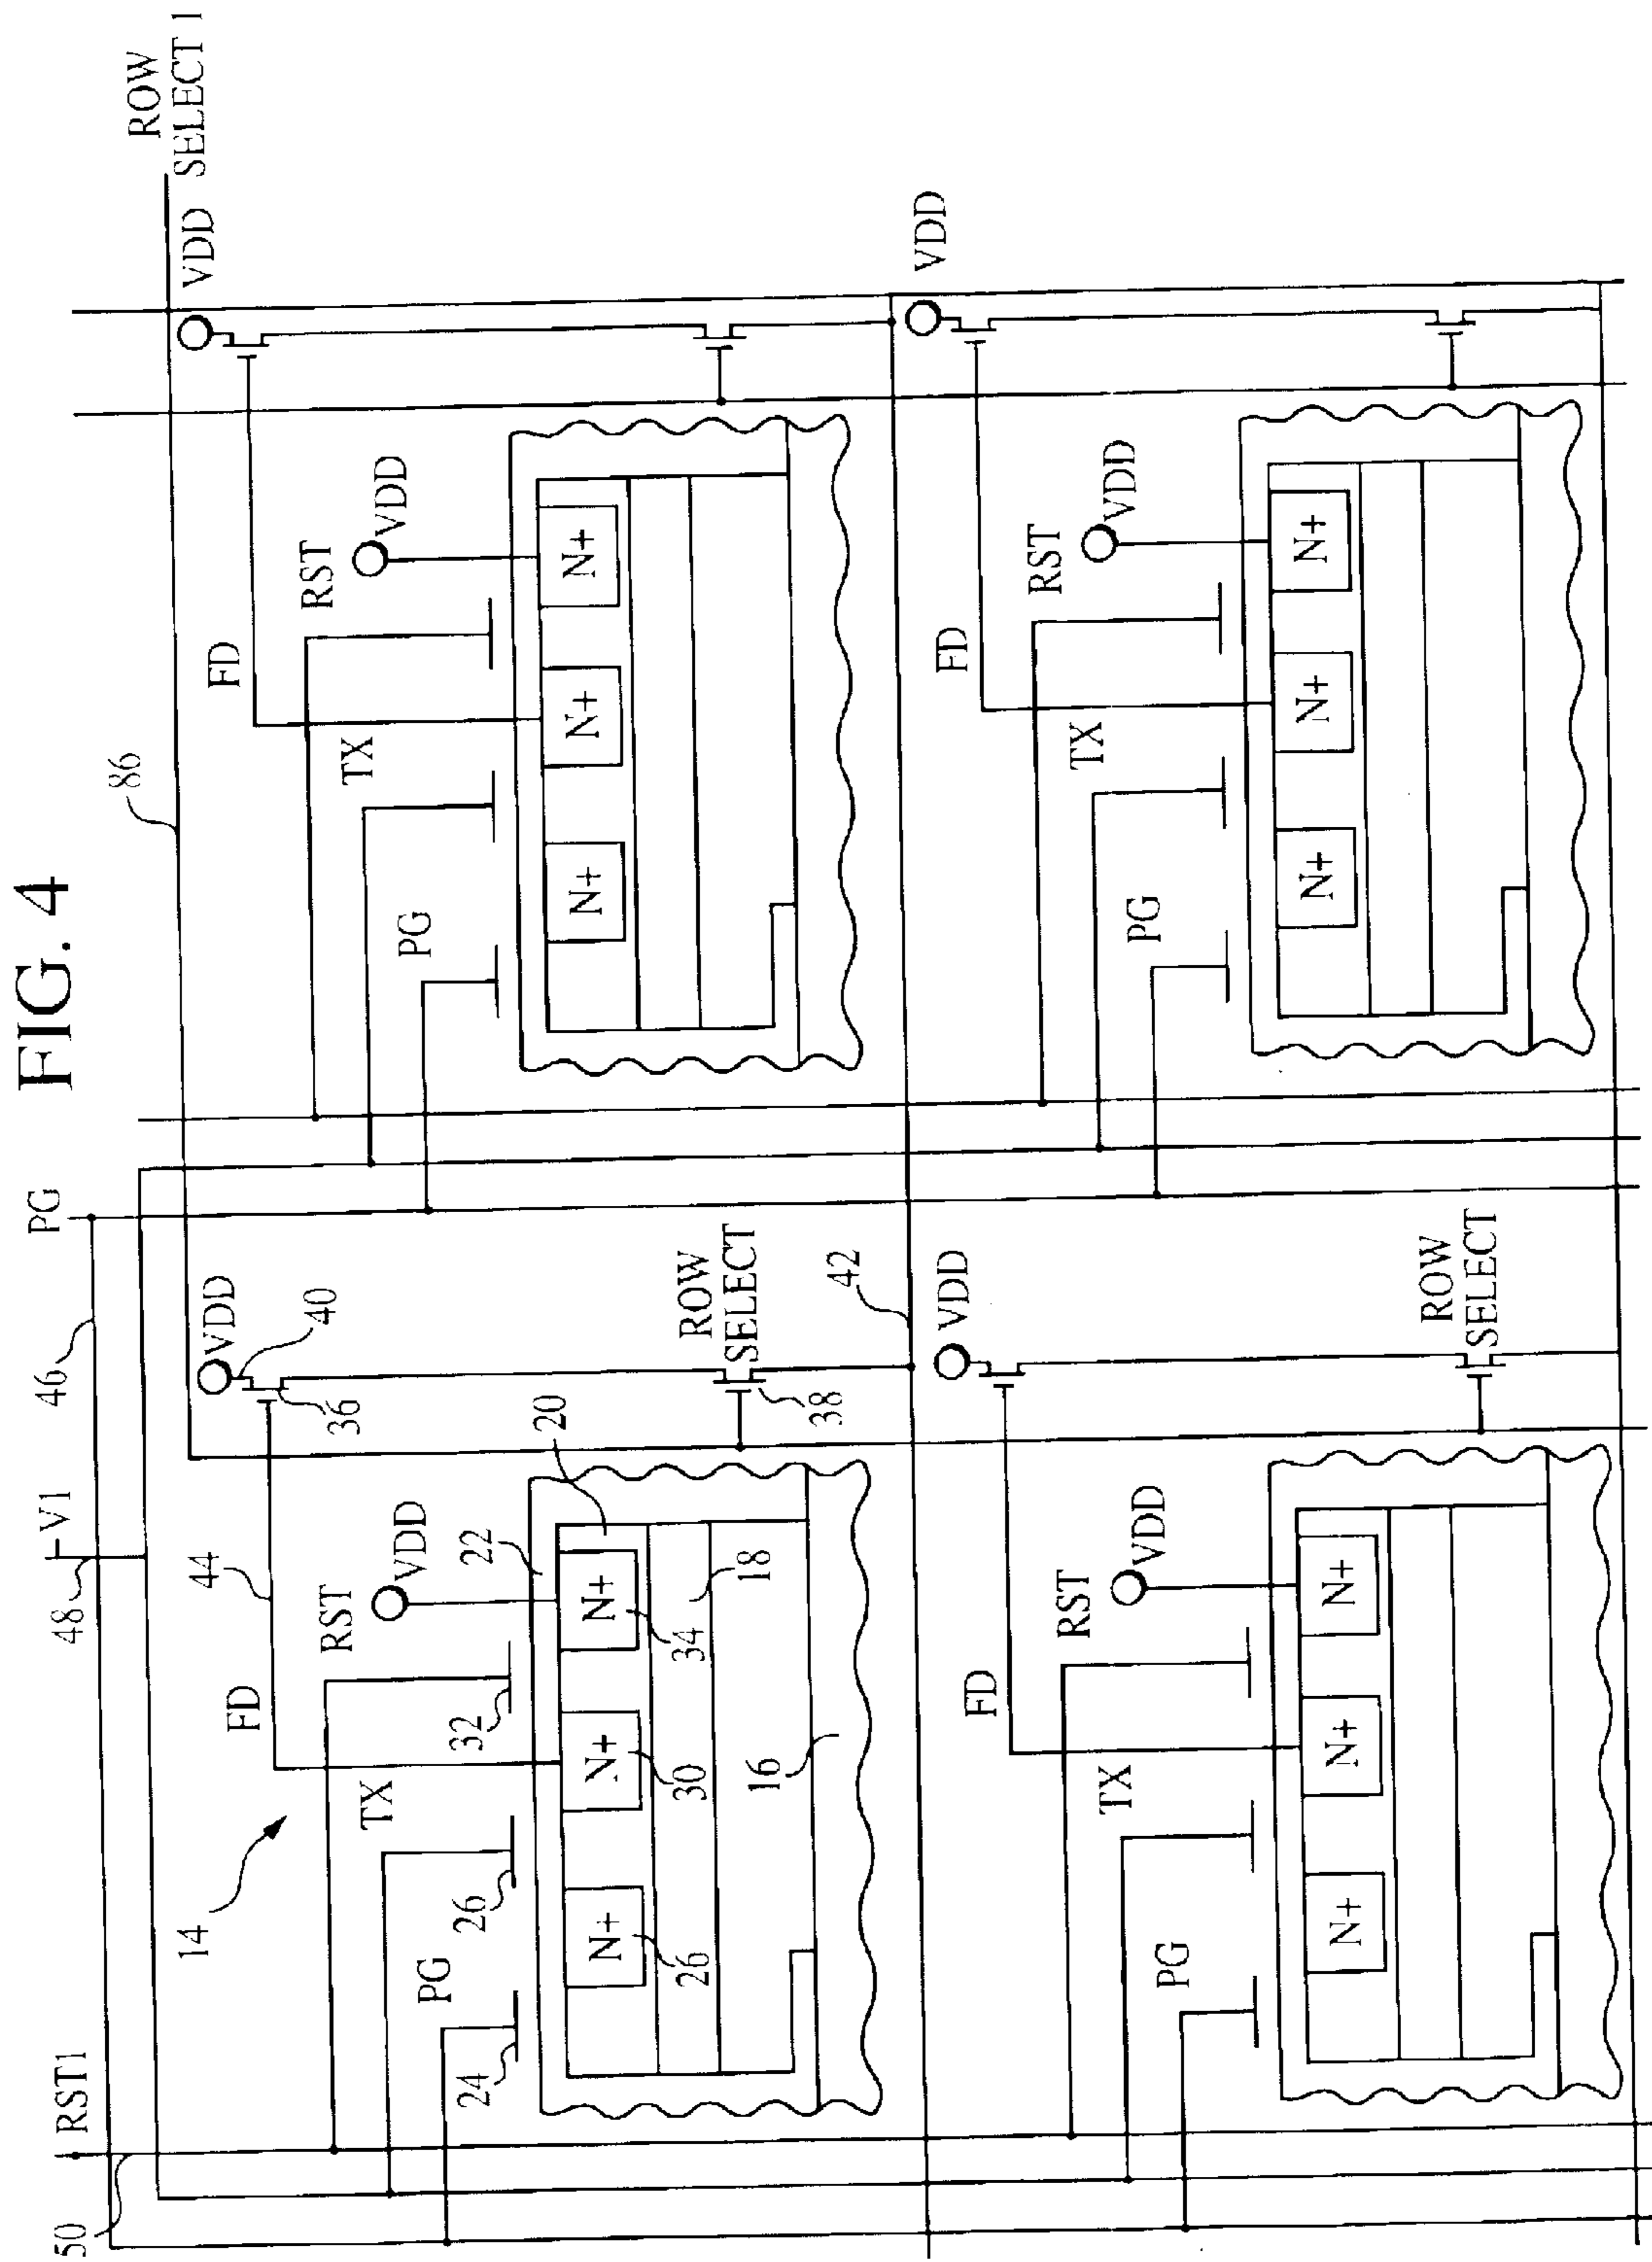 FIG. 4
50
RST1
48
V1
46
PG
86
ROW
SELECT 1
14
FD
44
VDD
40
36
TX
RST
VDD
PG
24
26
32
22
20
N+
N+
N+
26
30
34
18
16
ROW
SELECT
38
42
FD
VDD
TX
RST
VDD
PG
N+
N+
N+
FD
VDD
TX
RST
VDD
PG
N+
N+
N+
ROW
SELECT
FD
VDD
TX
RST
VDD
PG
N+
N+
N+